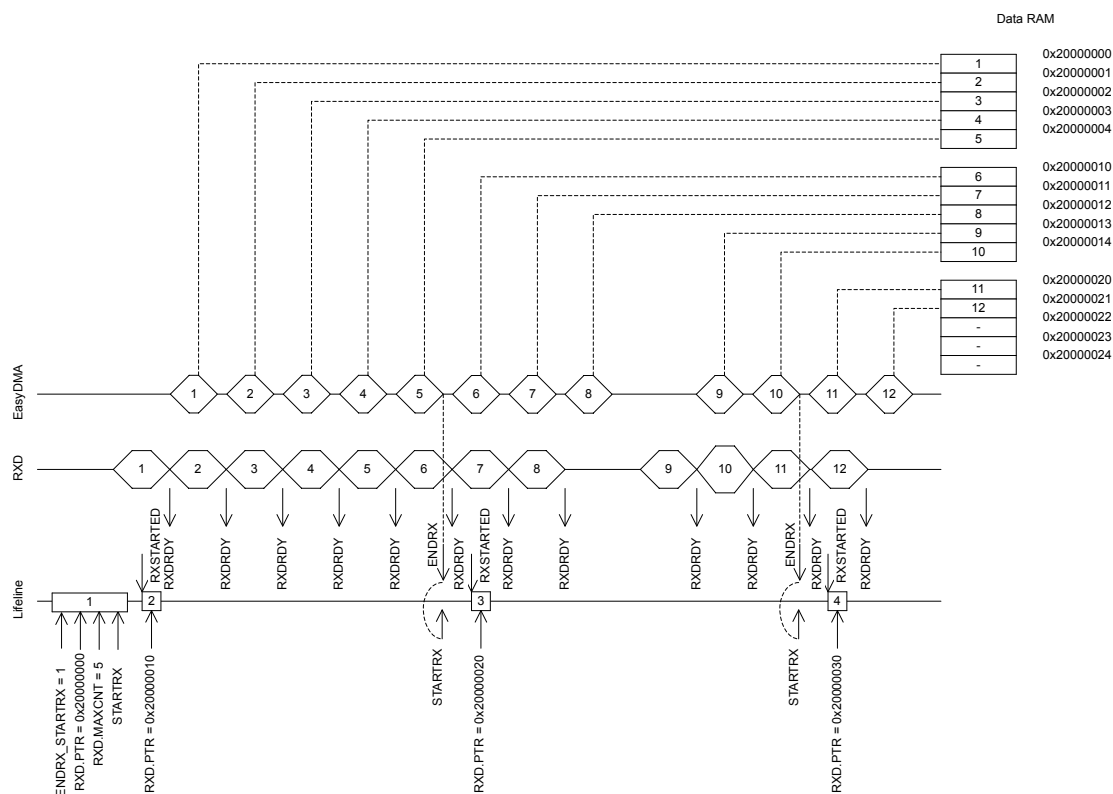 Data RAM
1
0x20000000
2
0x20000001
3
0x20000002
4
0x20000003
5
0x20000004
6
0x20000010
7
0x20000011
8
0x20000012
9
0x20000013
10
0x20000014
11
0x20000020
12
0x20000021
-
0x20000022
-
0x20000023
-
0x20000024
EasyDMA
1 2 3 4 5 6 7 8 9 10 11 12
RXD
1 2 3 4 5 6 7 8 9 10 11 12
RXSTARTED
RXDRDY
RXDRDY
RXDRDY
RXDRDY
RXDRDY
ENDRX
RXDRDY
RXSTARTED
RXDRDY
RXDRDY
RXDRDY
RXDRDY
ENDRX
RXDRDY
RXSTARTED
RXDRDY
Lifeline
1 2 3 4
ENDRX_STARTRX = 1
RXD.PTR = 0x20000000
RXD.MAXCNT = 5
STARTRX
RXD.PTR = 0x20000010
STARTRX
RXD.PTR = 0x20000020
STARTRX
RXD.PTR = 0x20000030